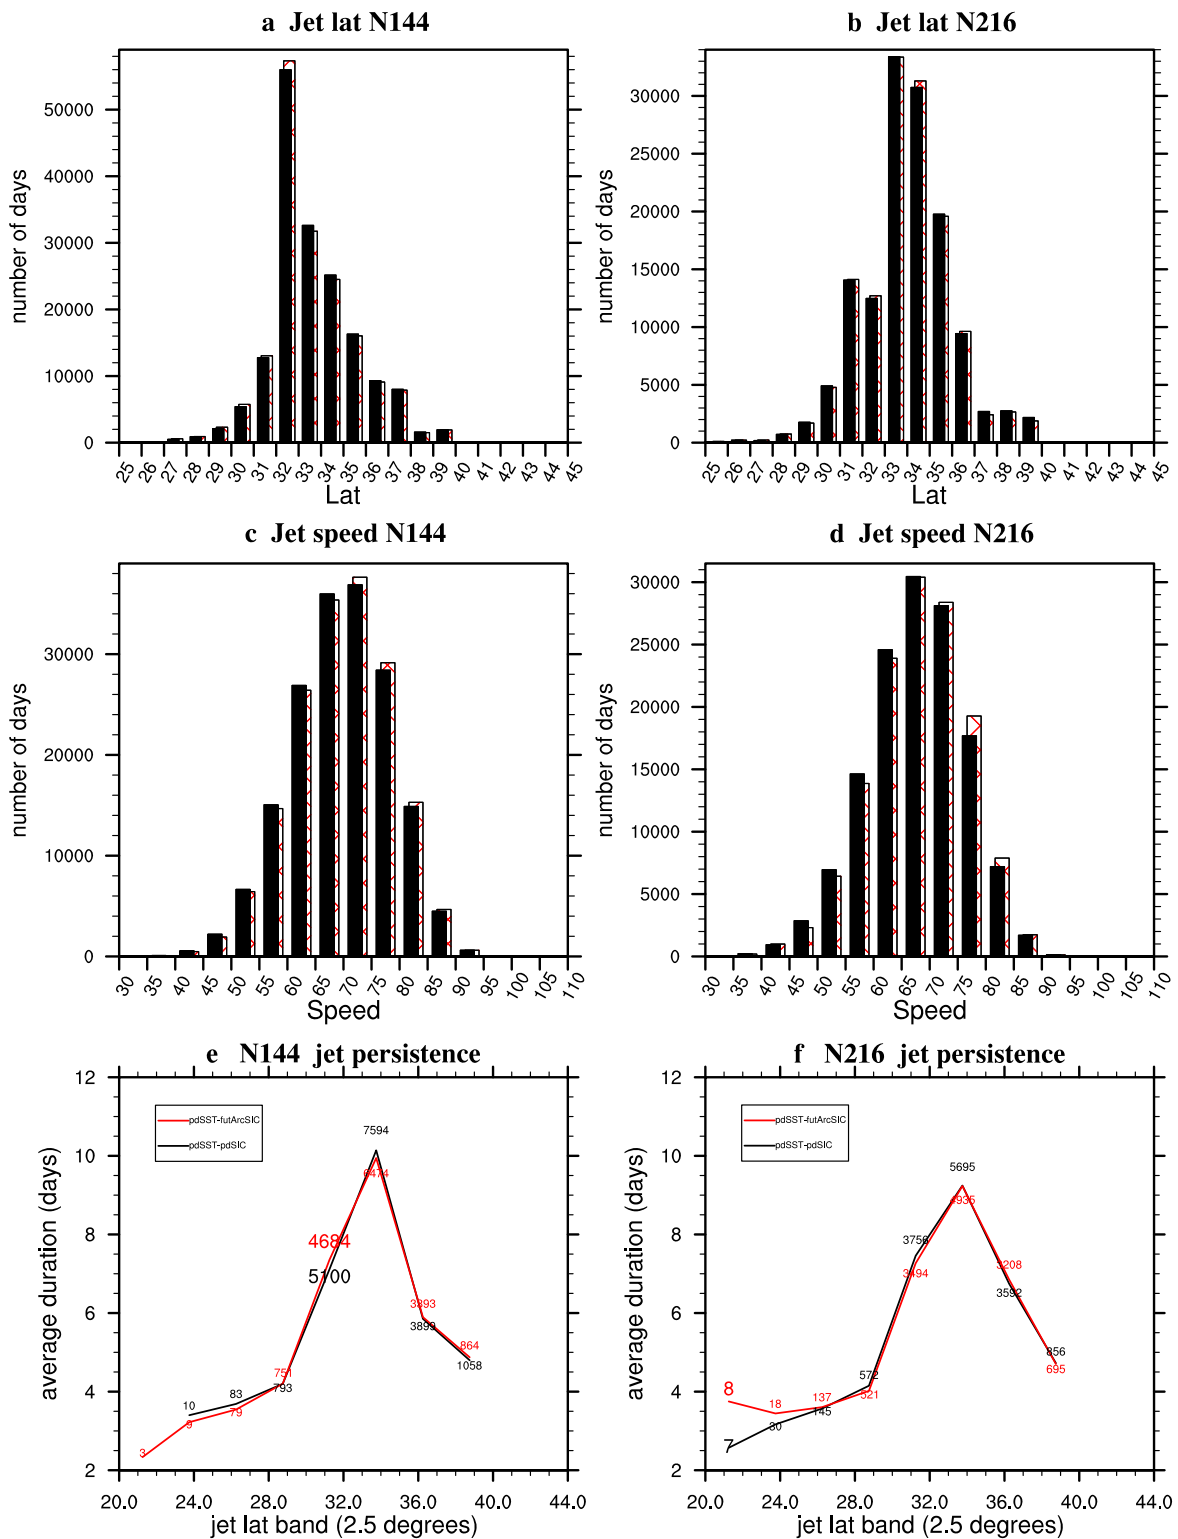 a Jet lat N144
b Jet lat N216
number of days
50000
40000
30000
20000
10000
0
25 26 27 28 29 30 31 32 33 34 35 36 37 38 39 40 41 42 43 44 45
Lat
number of days
30000
25000
20000
15000
10000
5000
0
25 26 27 28 29 30 31 32 33 34 35 36 37 38 39 40 41 42 43 44 45
Lat
c Jet speed N144
d Jet speed N216
number of days
30000
20000
10000
0
30 35 40 45 50 55 60 65 70 75 80 85 90 95 100 105 110
Speed
number of days
30000
25000
20000
15000
10000
5000
0
30 35 40 45 50 55 60 65 70 75 80 85 90 95 100 105 110
Speed
e N144 jet persistence
f N216 jet persistence
average duration (days)
12
10
8
6
4
2
pdSST-futArcSIC
pdSST-pdSIC
7594
6474
4684
5100
3393
3899
864
1058
751
793
10
83
9
79
3
20.0 24.0 28.0 32.0 36.0 40.0 44.0
jet lat band (2.5 degrees)
average duration (days)
12
10
8
6
4
2
pdSST-futArcSIC
pdSST-pdSIC
5695
4935
3756
3494
3208
3592
856
695
572
521
8
18
137
145
30
7
20.0 24.0 28.0 32.0 36.0 40.0 44.0
jet lat band (2.5 degrees)